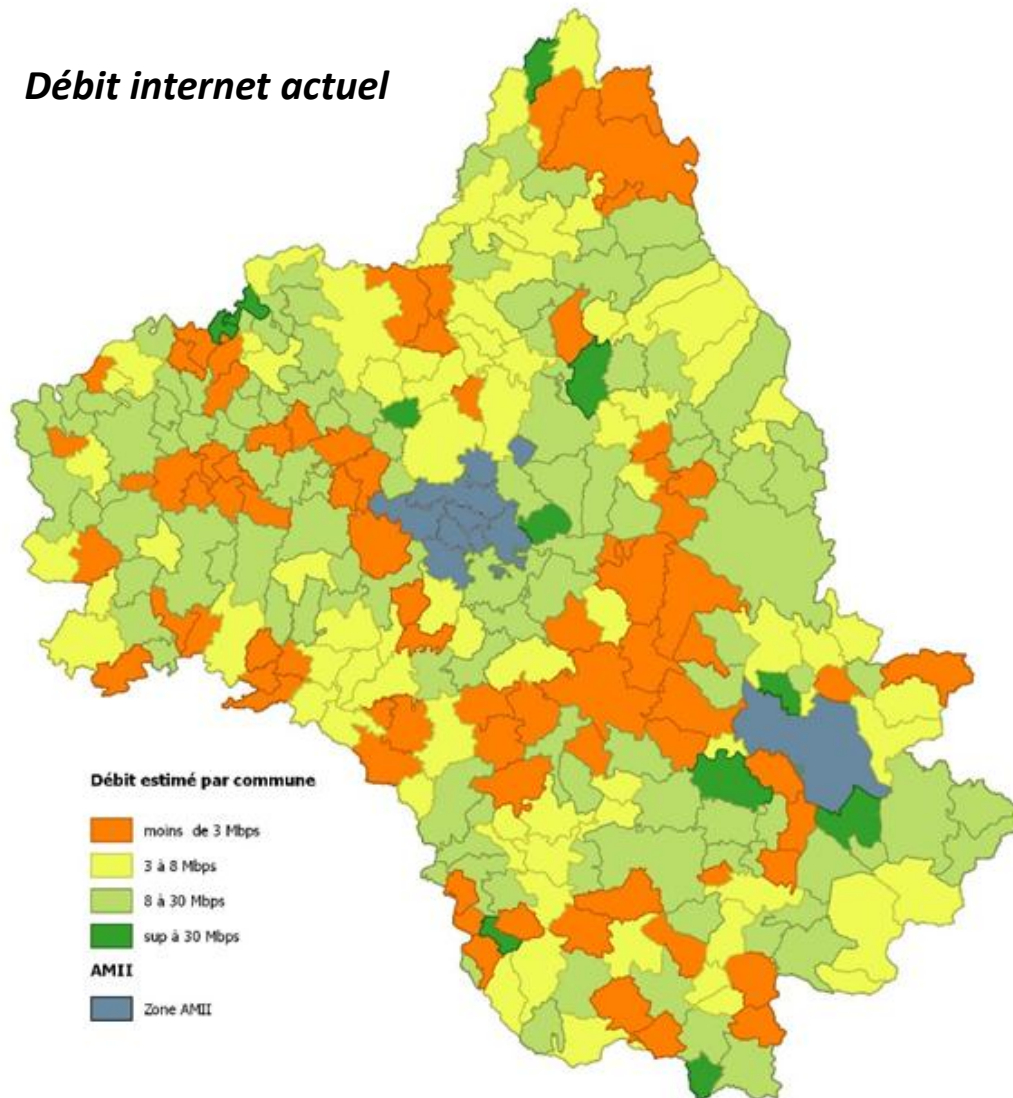 Débit internet actuel
Débit estimé par commune
moins de 3 Mbps
3 à 8 Mbps
8 à 30 Mbps
sup à 30 Mbps
AMII
Zone AMII